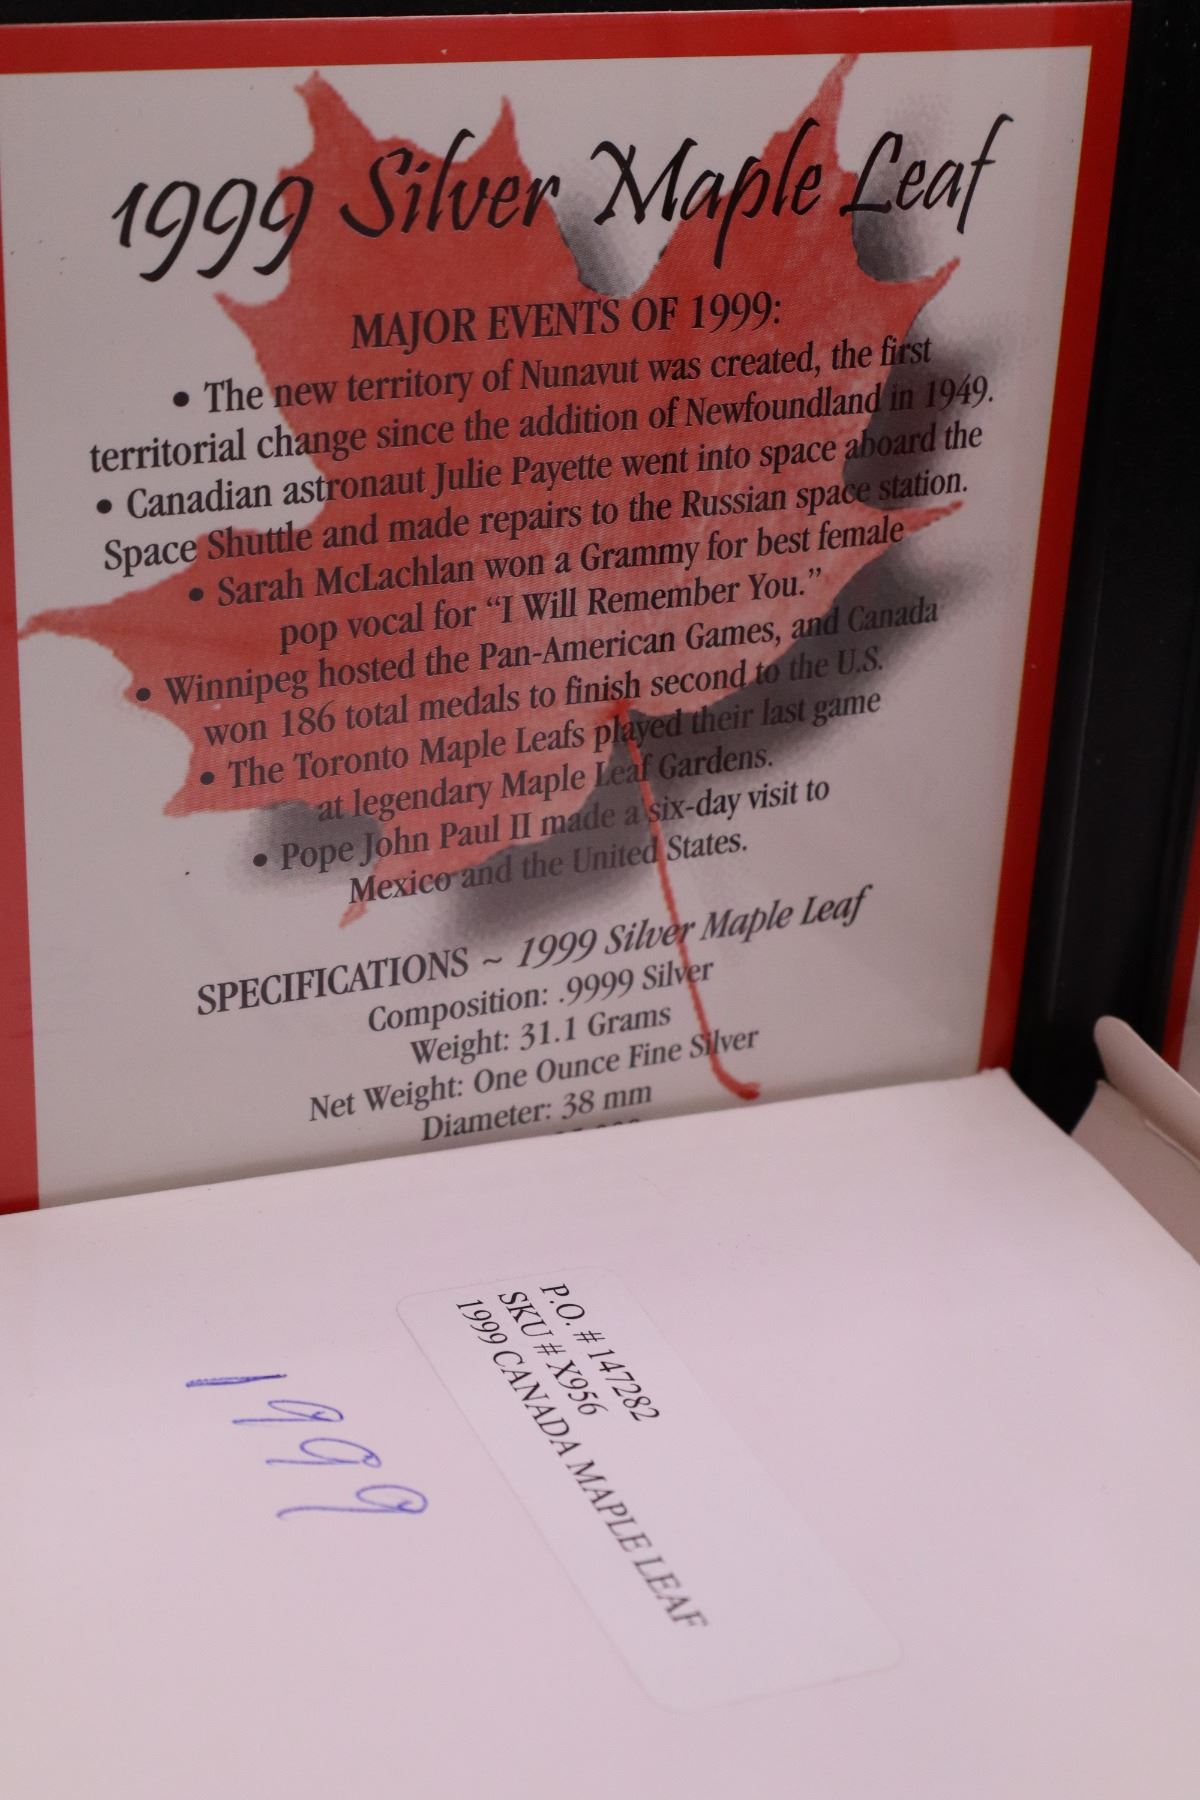 1999 Silver Maple Leaf
MAJOR EVENTS OF 1999:
• The new territory of Nunavut was created, the first
territorial change since the addition of Newfoundland in 1949.
• Canadian astronaut Julie Payette went into space aboard the
Space Shuttle and made repairs to the Russian space station.
• Sarah McLachlan won a Grammy for best female
pop vocal for “I Will Remember You.”
• Winnipeg hosted the Pan-American Games, and Canada
won 186 total medals to finish second to the U.S.
• The Toronto Maple Leafs played their last game
at legendary Maple Leaf Gardens.
• Pope John Paul II made a six-day visit to
Mexico and the United States.
SPECIFICATIONS ~ 1999 Silver Maple Leaf
Composition: .9999 Silver
Weight: 31.1 Grams
Net Weight: One Ounce Fine Silver
Diameter: 38 mm
P.O. # 147282
SKU # X956
1999 CANADA MAPLE LEAF
1999